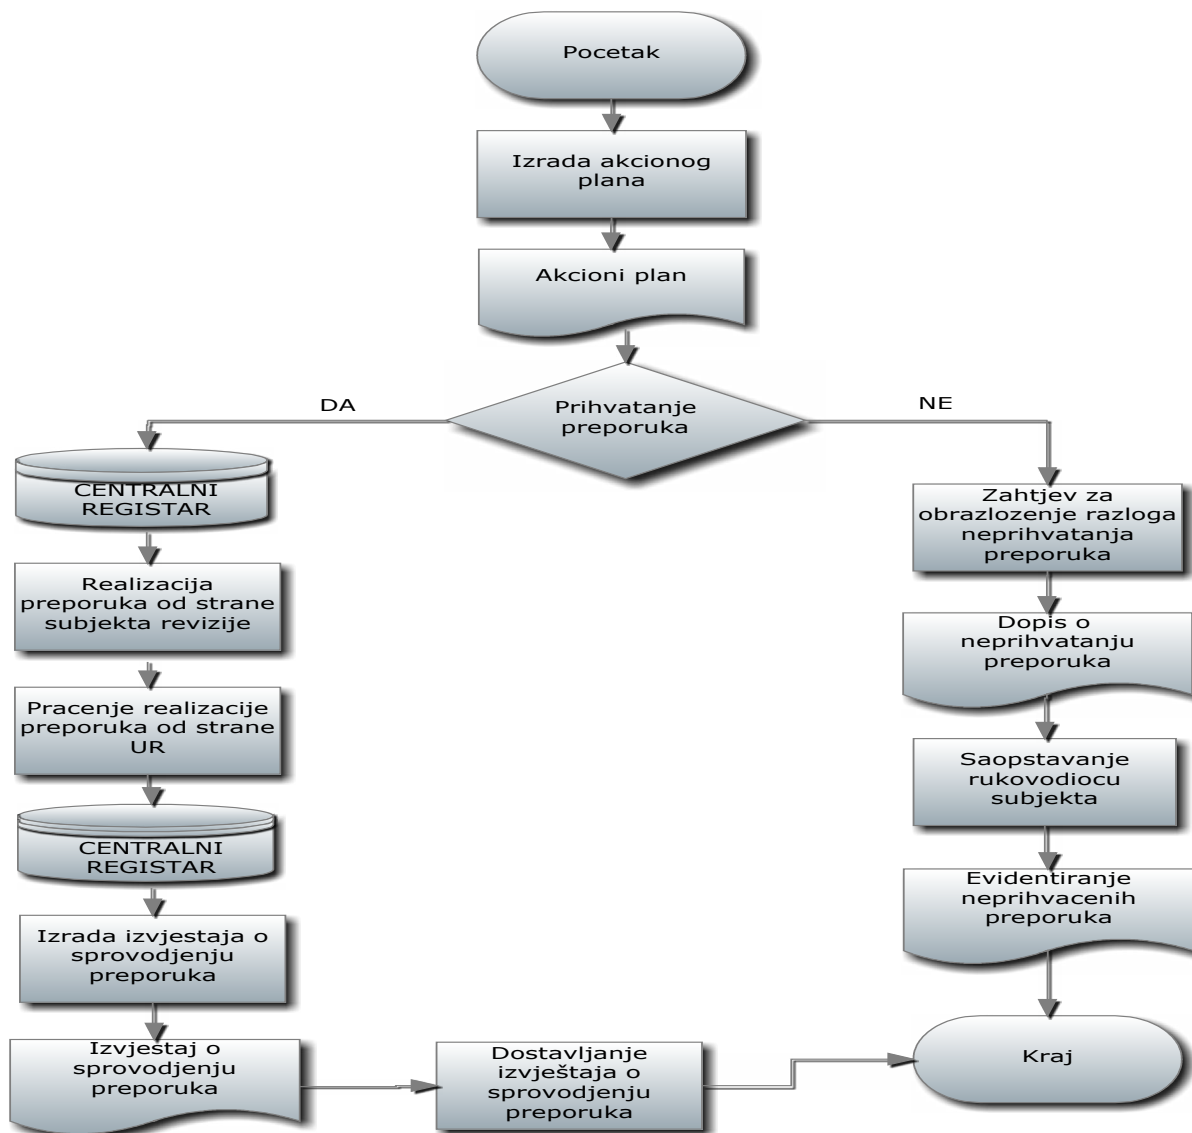 Pocetak
Izrada akcionog
plana
Akcioni plan
Prihvatanje
preporuka
DA
NE
CENTRALNI
REGISTAR
Realizacija
preporuka od strane
subjekta revizije
Pracenje realizacije
preporuka od strane
UR
CENTRALNI
REGISTAR
Izrada izvjestaja o
sprovodjenju
preporuka
Izvjestaj o
sprovodjenju
preporuka
Dostavljanje
izvještaja o
sprovodjenju
preporuka
Zahtjev za
obrazlozenje razloga
neprihvatanja
preporuka
Dopis o
neprihvatanju
preporuka
Saopstavanje
rukovodiocu
subjekta
Evidentiranje
neprihvacenih
preporuka
Kraj